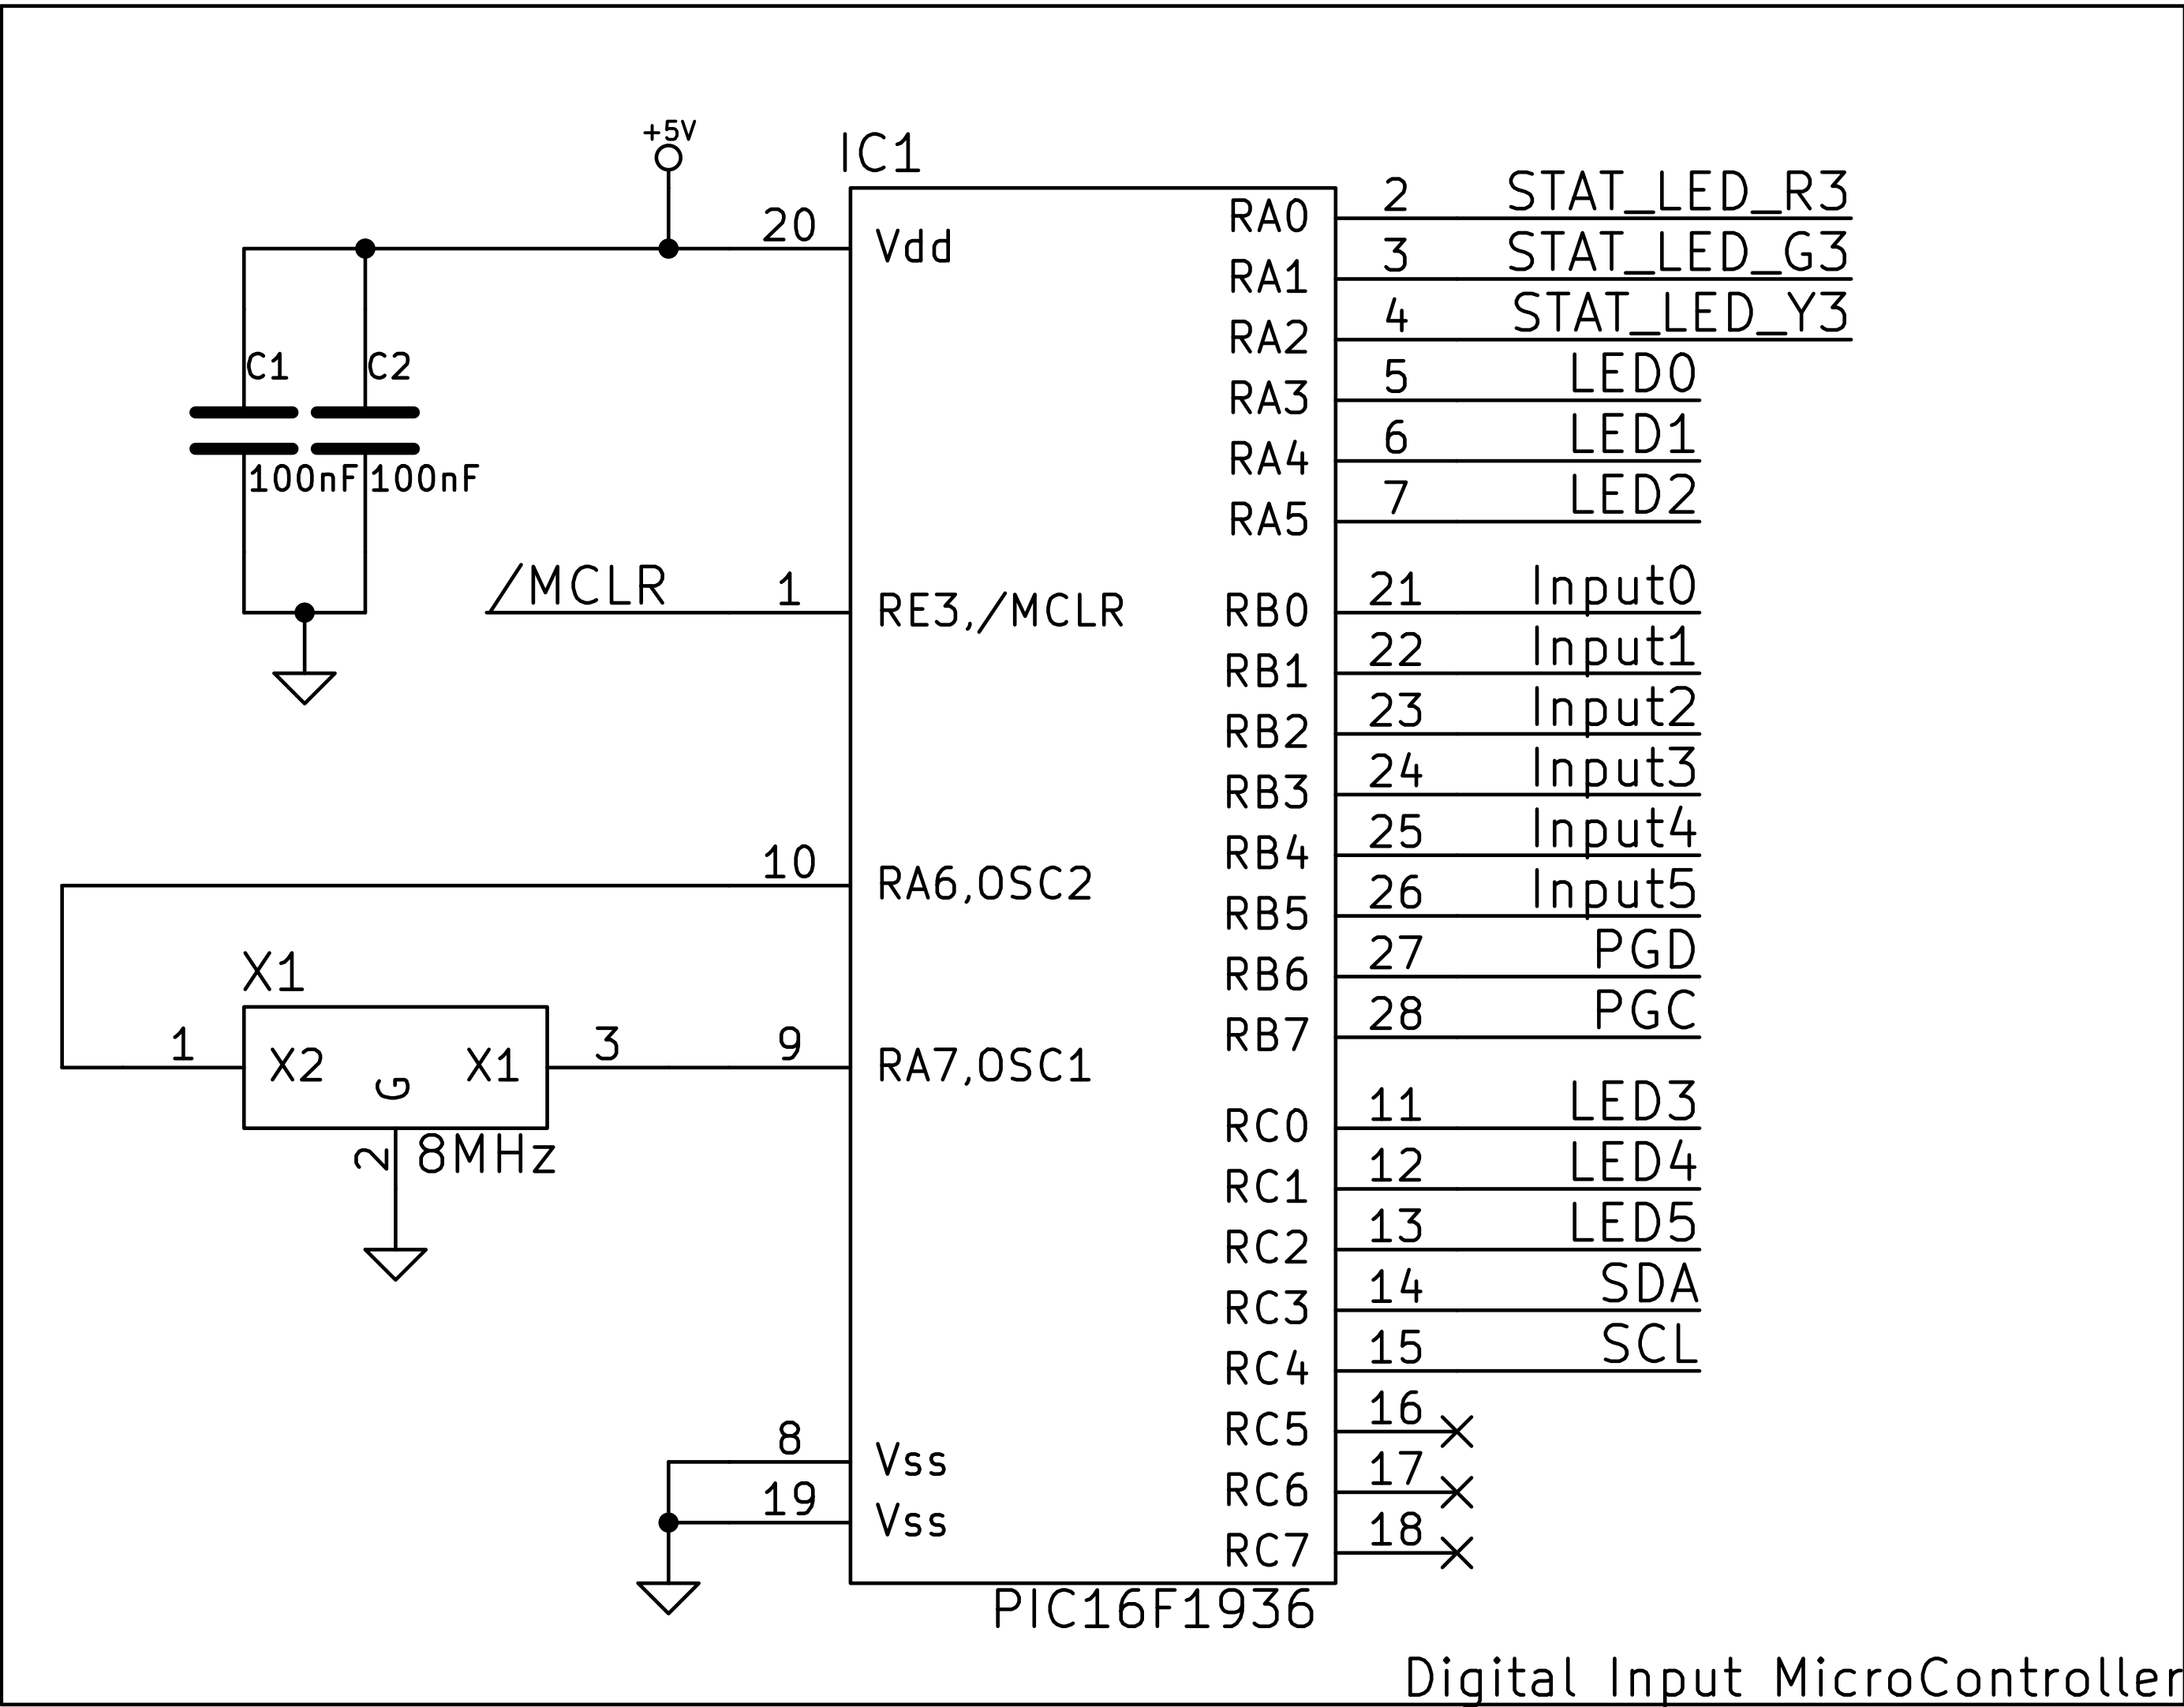 +5V
IC1
20
Vdd
RA0
2
STAT_LED_R3
RA1
3
STAT_LED_G3
RA2
4
STAT_LED_Y3
RA3
5
LED0
RA4
6
LED1
RA5
7
LED2
C1
C2
100nF
100nF
/MCLR
1
RE3,/MCLR
RB0
21
Input0
RB1
22
Input1
RB2
23
Input2
RB3
24
Input3
RB4
25
Input4
RB5
26
Input5
RB6
27
PGD
RB7
28
PGC
10
RA6,OSC2
X1
1
X2
G
X1
3
9
RA7,OSC1
2
8MHz
RC0
11
LED3
RC1
12
LED4
RC2
13
LED5
RC3
14
SDA
RC4
15
SCL
RC5
16
RC6
17
RC7
18
8
Vss
19
Vss
PIC16F1936
Digital Input MicroController